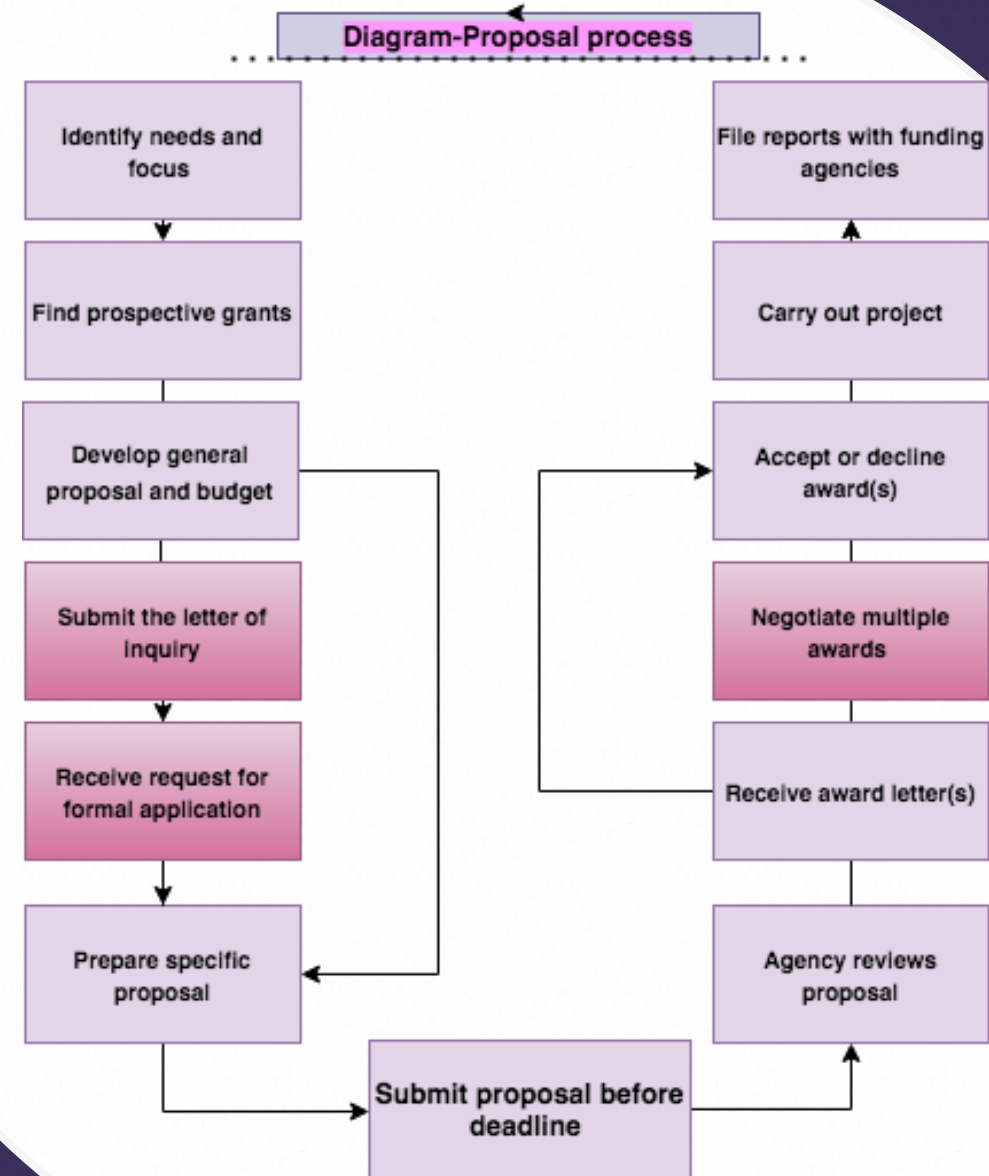 Diagram-Proposal process
Identify needs and
focus
Find prospective grants
Develop general
proposal and budget
Submit the letter of
inquiry
Receive request for
formal application
Prepare specific
proposal
Submit proposal before
deadline
Agency reviews
proposal
Receive award letter(s)
Negotiate multiple
awards
Accept or decline
award(s)
Carry out project
File reports with funding
agencies